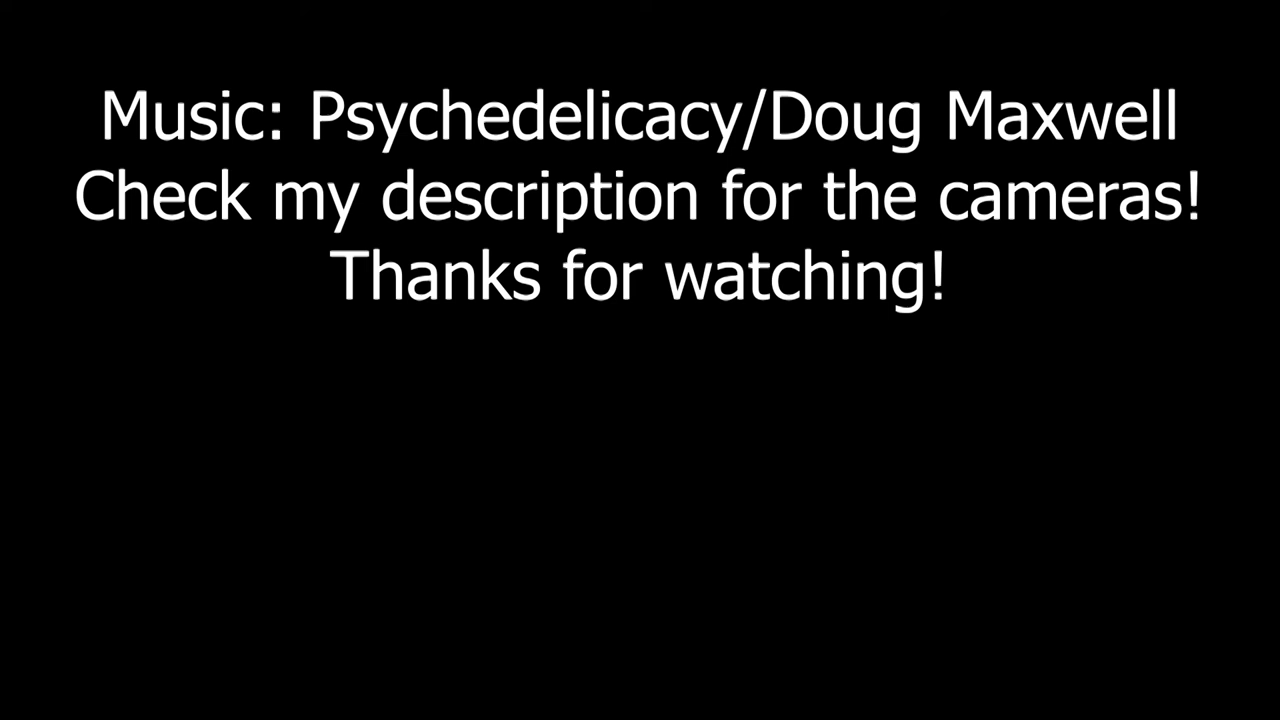 Music: Psychedelicacy/Doug Maxwell
Check my description for the cameras!
Thanks for watching!